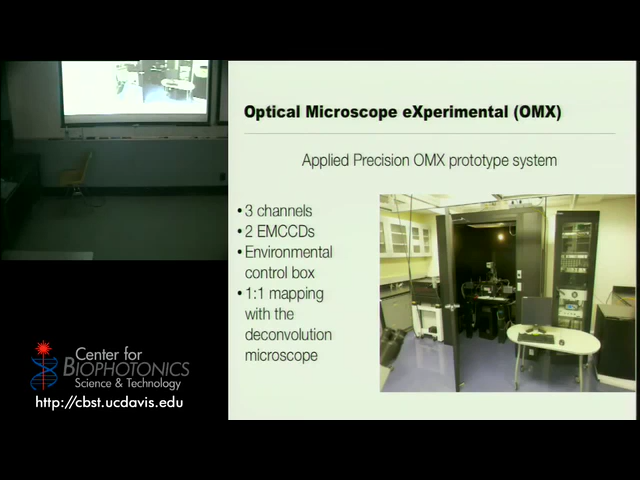 Optical Microscope eXperimental (OMX)
Applied Precision OMX prototype system
• 3 channels
• 2 EMCCDs
• Environmental
control box
• 1:1 mapping
with the
deconvolution
microscope
Center for
BIOPHOTONICS
Science & Technology
http://cbst.ucdavis.edu